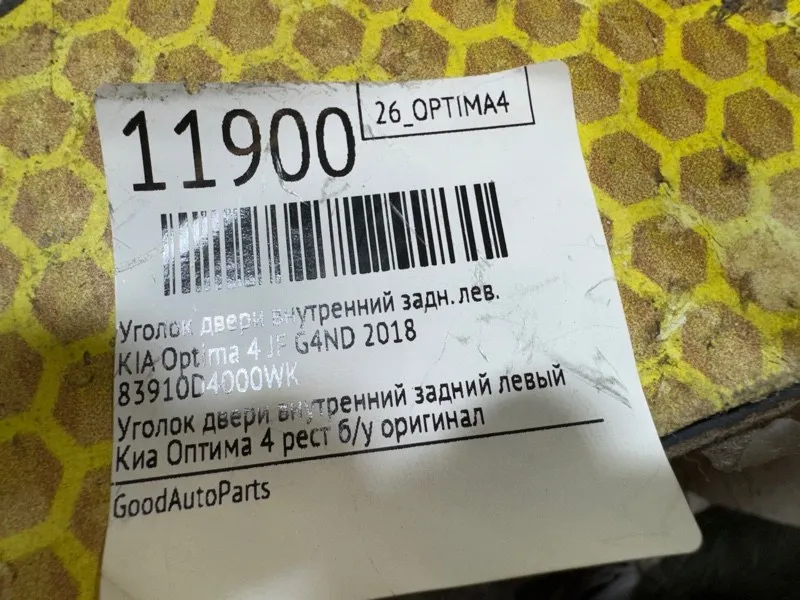 11900
26_OPTIMA4
Уголок двери внутренний задн. лев.
KIA Optima 4 JF G4ND 2018
83910D4000WK
Уголок двери внутренний задний левый
Киа Оптима 4 рест б/у оригинал
GoodAutoParts